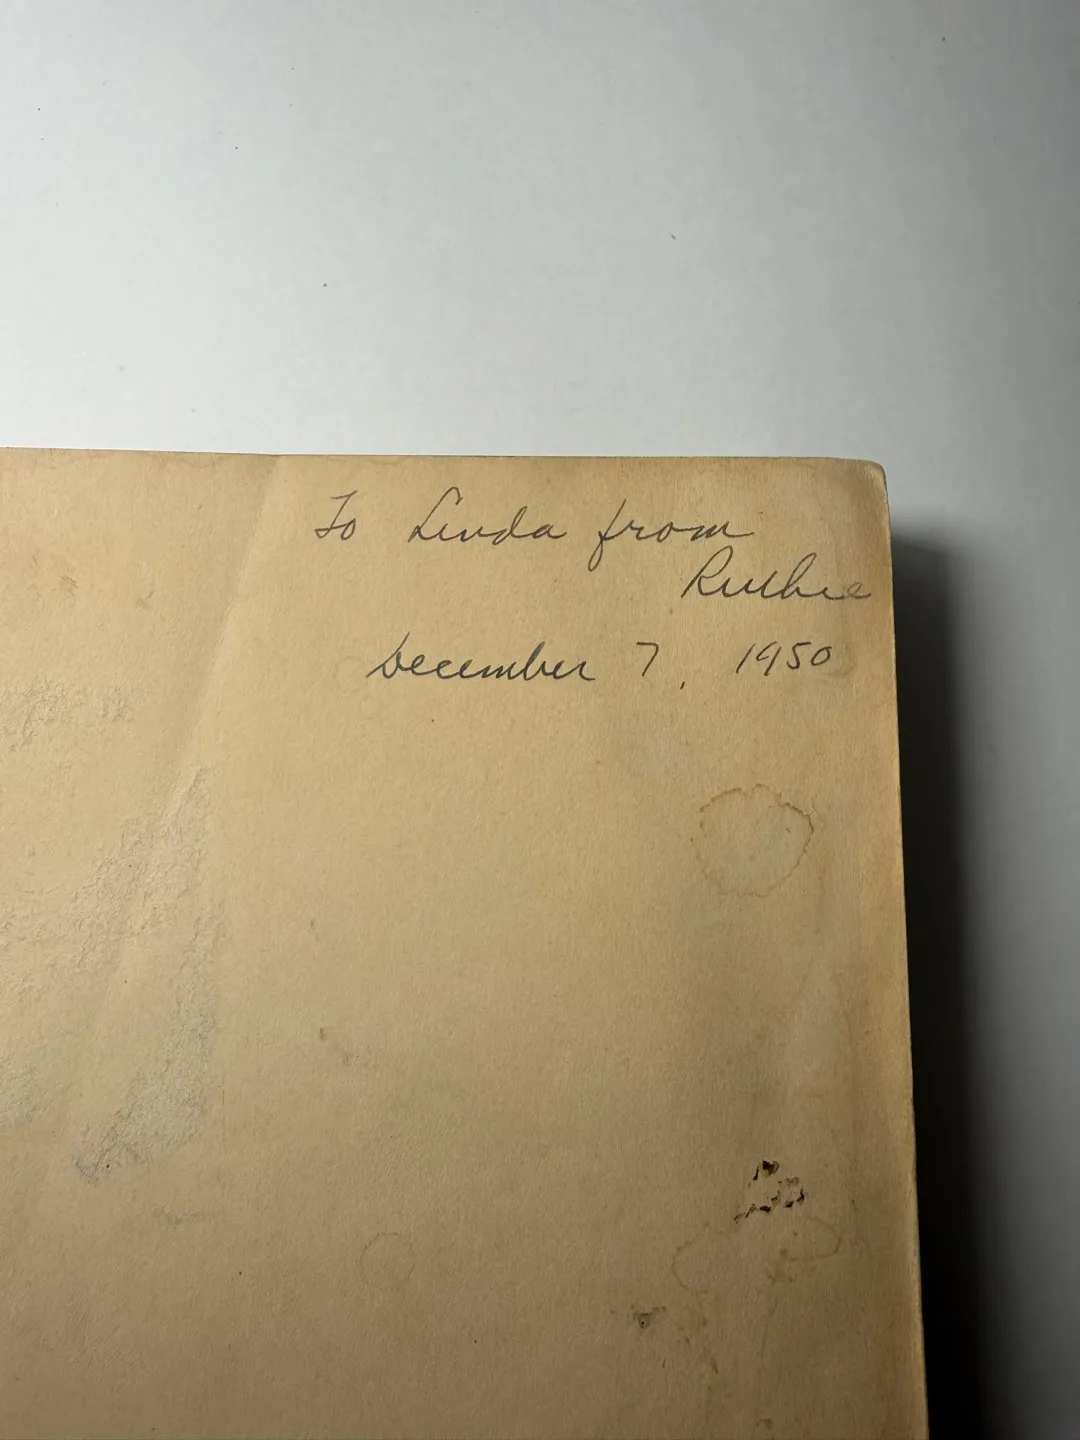 To Linda from
Ruthie
December 7, 1950